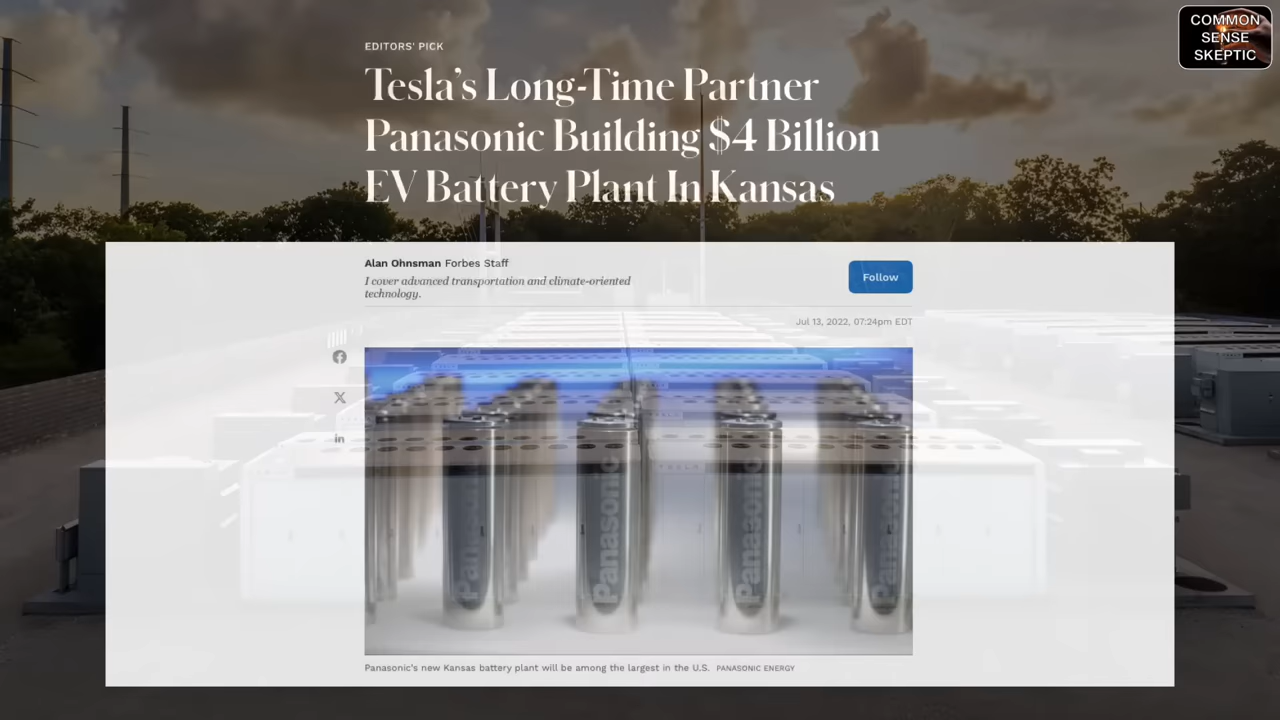 COMMON
SENSE
SKEPTIC
EDITORS' PICK
Tesla's Long-Time Partner
Panasonic Building $4 Billion
EV Battery Plant In Kansas
Alan Ohnsman Forbes Staff
I cover advanced transportation and climate-oriented
technology.
Follow
Jul 13, 2022, 07:24pm EDT
Panasonic
Panasonic
Panasonic
Panasonic
Panasonic's new Kansas battery plant will be among the largest in the U.S. PANASONIC ENERGY